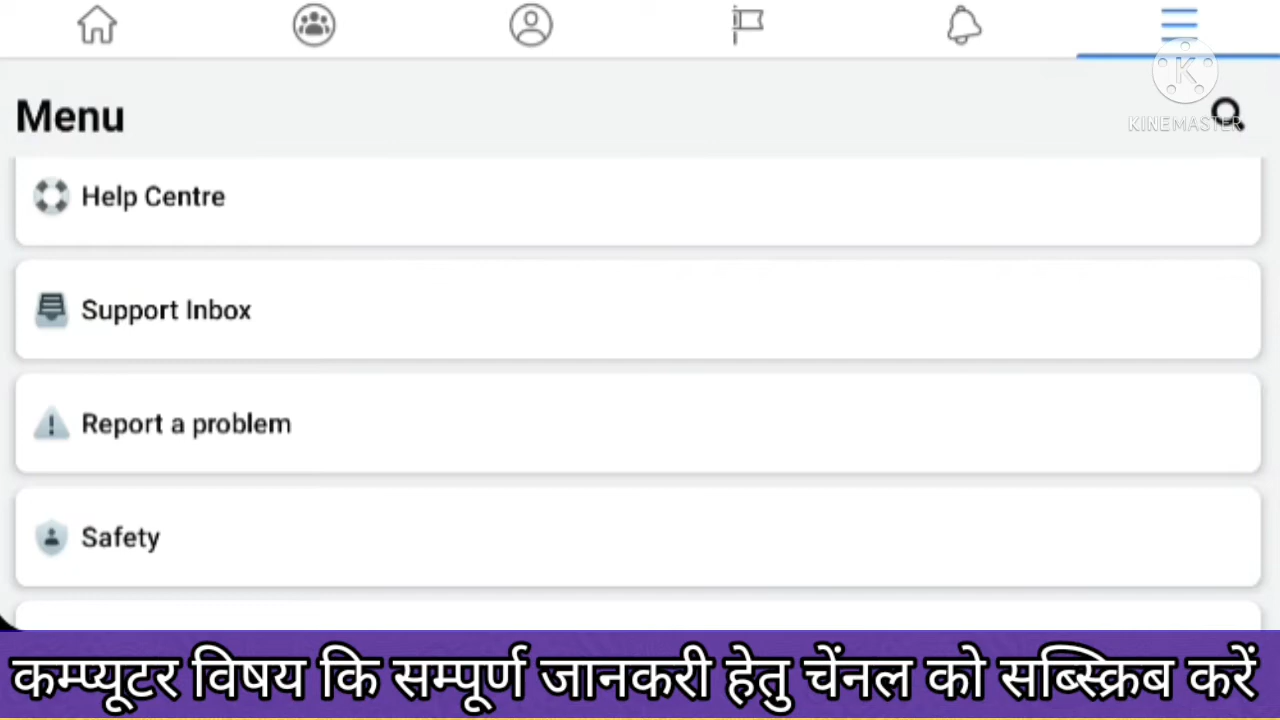 Menu
KINEMASTER
Help Centre
Support Inbox
Report a problem
Safety
कम्प्यूटर विषय कि सम्पूर्ण जानकरी हेतु चेंनल को सब्स्क्रिब करें